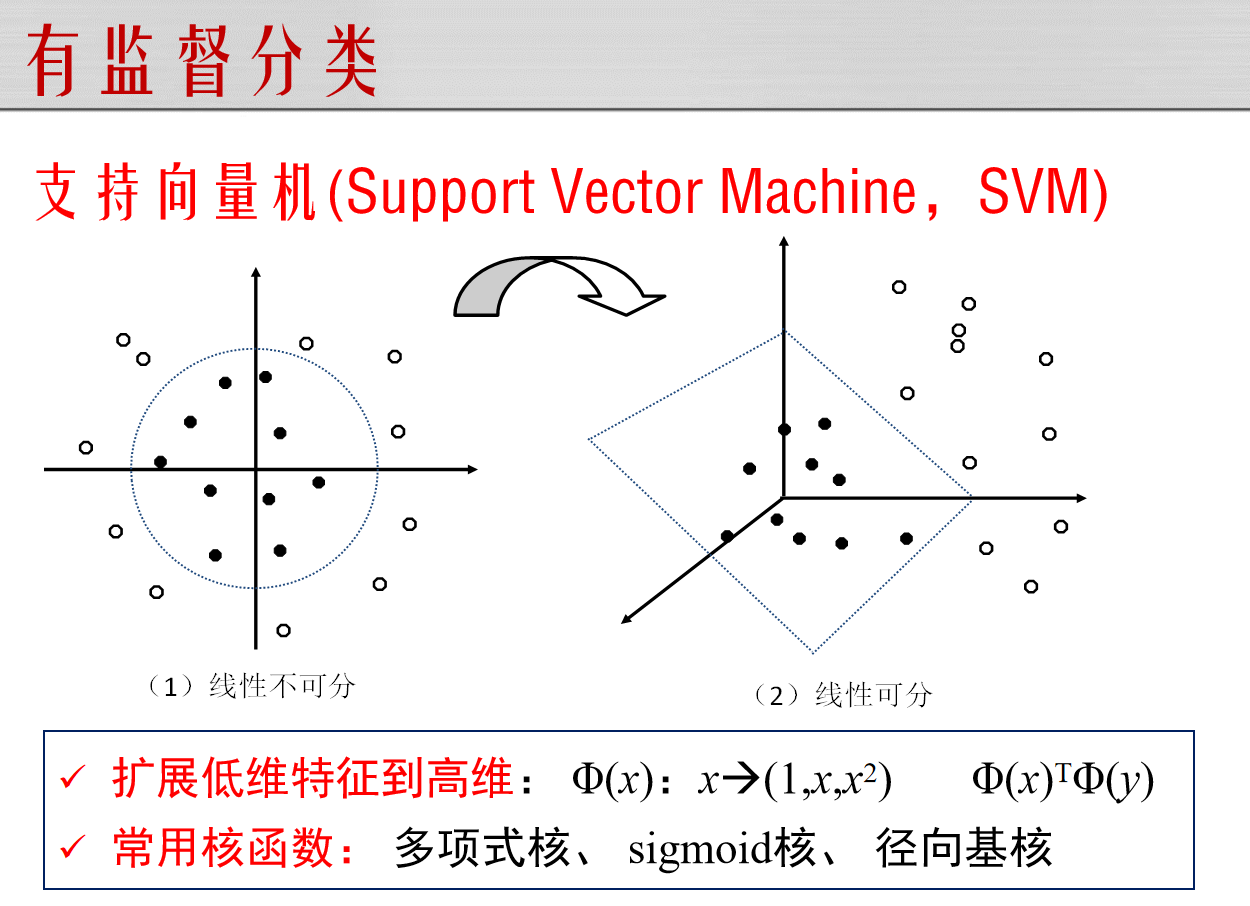 有监督分类
支持向量机(Support Vector Machine，SVM)
（1）线性不可分
（2）线性可分
✓ 扩展低维特征到高维： Φ(x)：x→(1,x,x²) Φ(x)ᵀΦ(y)
✓ 常用核函数： 多项式核、 sigmoid核、 径向基核